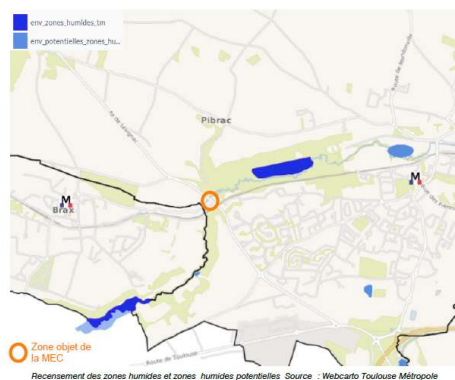 env_zones_humides_tm
env_potentielles_zones_hu...
Pibrac
M
Brax
M
Route de Toulouse
Zone objet de
la MEC
Recensement des zones humides et zones humides potentielles Source : Webcarto Toulouse Métropole